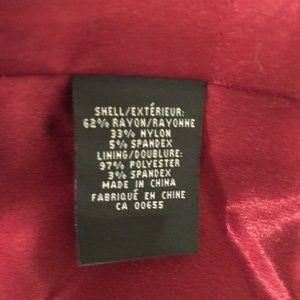 SHELL/EXTÉRIEUR:
62% RAYON/RAYONNE
33% NYLON
5% SPANDEX
LINING/DOUBLURE:
97% POLYESTER
3% SPANDEX
MADE IN CHINA
FABRIQUÉ EN CHINE
CA 00655